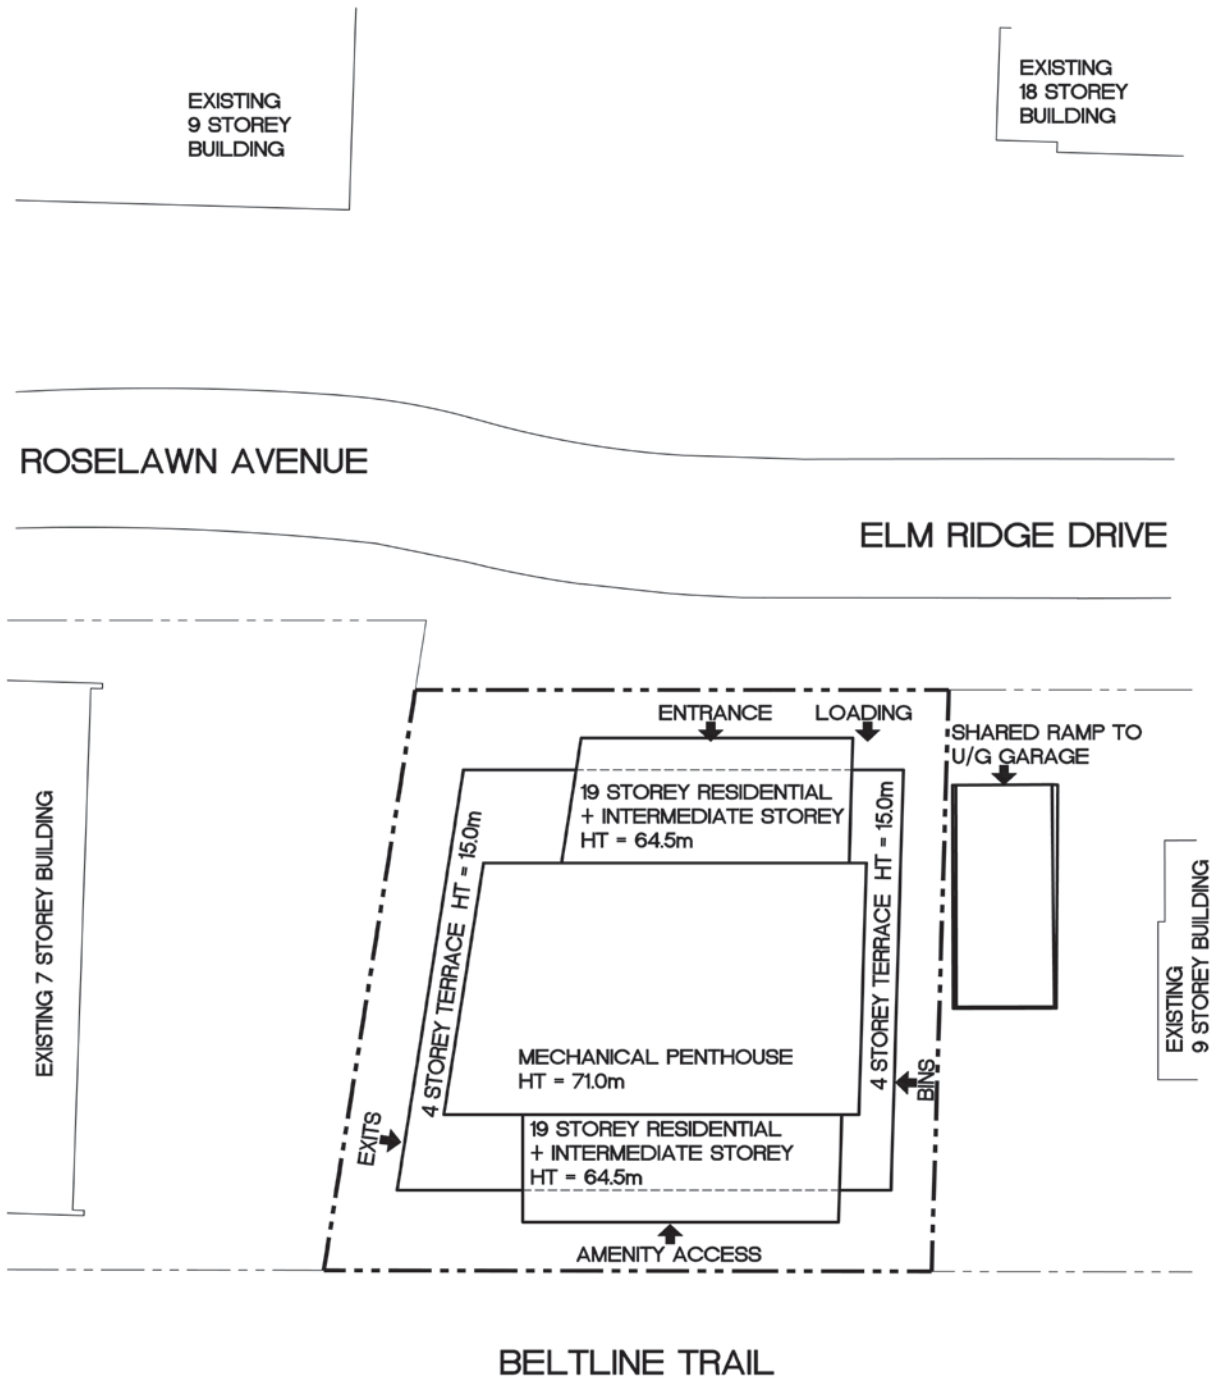 EXISTING
9 STOREY
BUILDING
EXISTING
18 STOREY
BUILDING
ROSELAWN AVENUE
ELM RIDGE DRIVE
ENTRANCE
LOADING
SHARED RAMP TO
U/G GARAGE
19 STOREY RESIDENTIAL
+ INTERMEDIATE STOREY
HT = 64.5m
4 STOREY TERRACE HT = 15.0m
4 STOREY TERRACE HT = 15.0m
EXISTING 7 STOREY BUILDING
EXISTING
9 STOREY BUILDING
MECHANICAL PENTHOUSE
HT = 71.0m
BINS
EXITS
19 STOREY RESIDENTIAL
+ INTERMEDIATE STOREY
HT = 64.5m
AMENITY ACCESS
BELTLINE TRAIL